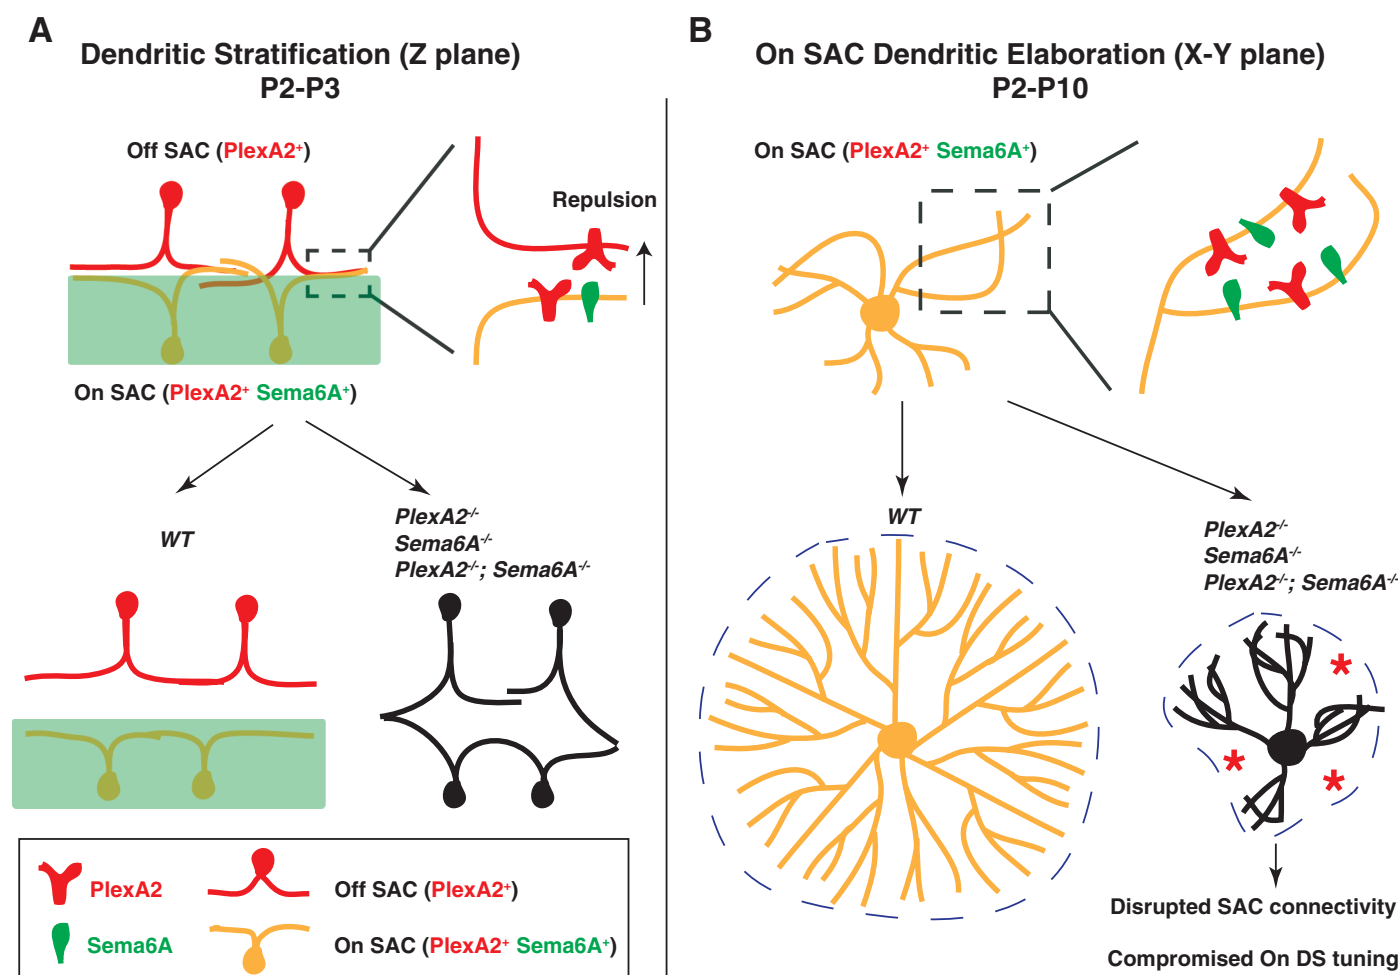 A
Dendritic Stratification (Z plane)
P2-P3
Off SAC (PlexA2+)
Repulsion
On SAC (PlexA2+ Sema6A+)
WT
PlexA2-/-
Sema6A-/-
PlexA2-/-; Sema6A-/-
PlexA2
Off SAC (PlexA2+)
Sema6A
On SAC (PlexA2+ Sema6A+)
B
On SAC Dendritic Elaboration (X-Y plane)
P2-P10
On SAC (PlexA2+ Sema6A+)
WT
PlexA2-/-
Sema6A-/-
PlexA2-/-; Sema6A-/-
*
*
*
Disrupted SAC connectivity
Compromised On DS tuning